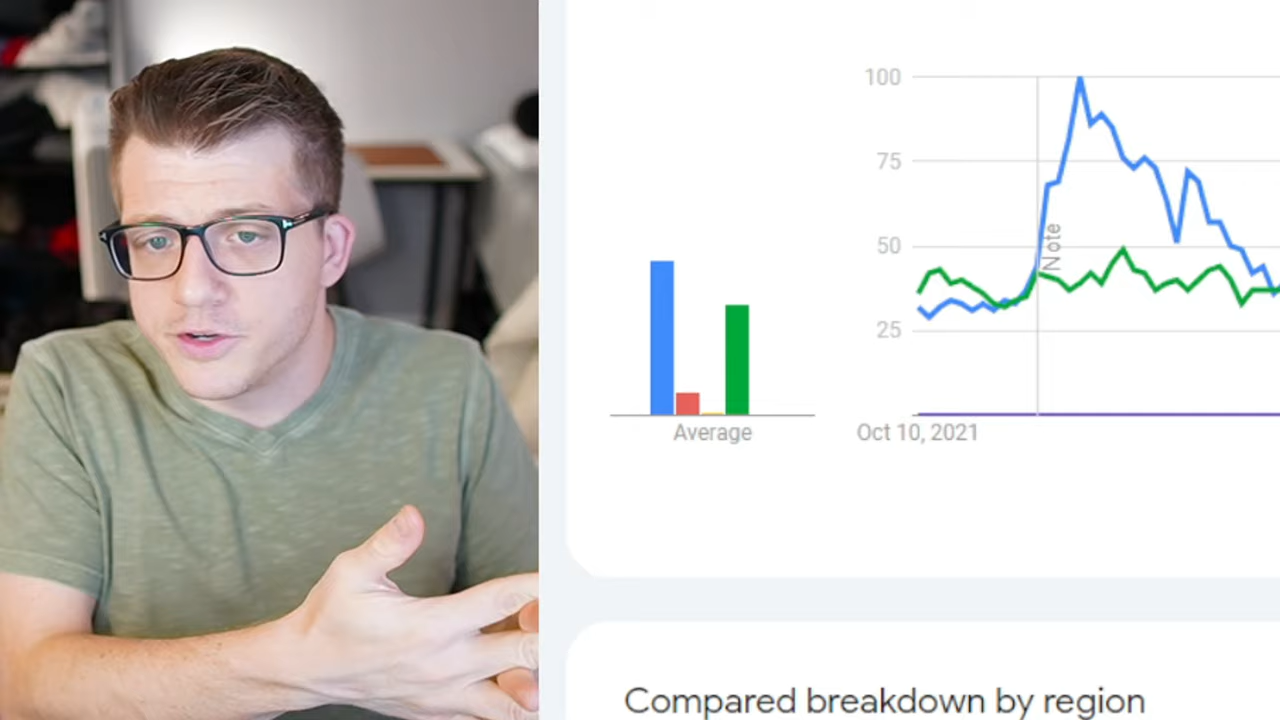 100
75
50
25
Note
Average
Oct 10, 2021
Compared breakdown by region